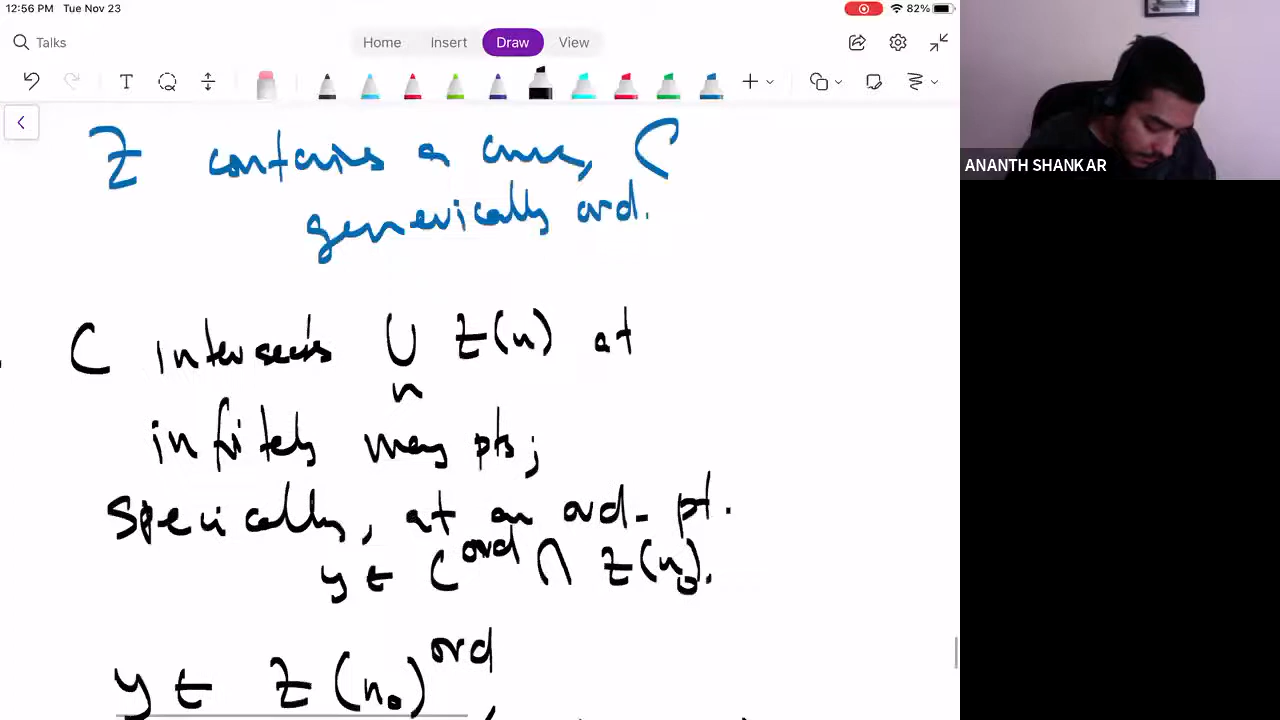 12:56 PM Tue Nov 23
82%
Talks
Home Insert Draw View
ANANTH SHANKAR
Z contains a curve, C
generically ord.
C intersects ∪ Z(n) at
n
infinitely many pts;
specically, at an ord. pt.
y ∈ C^ord ∩ Z(n₀).
y ∈ Z(n₀)^ord